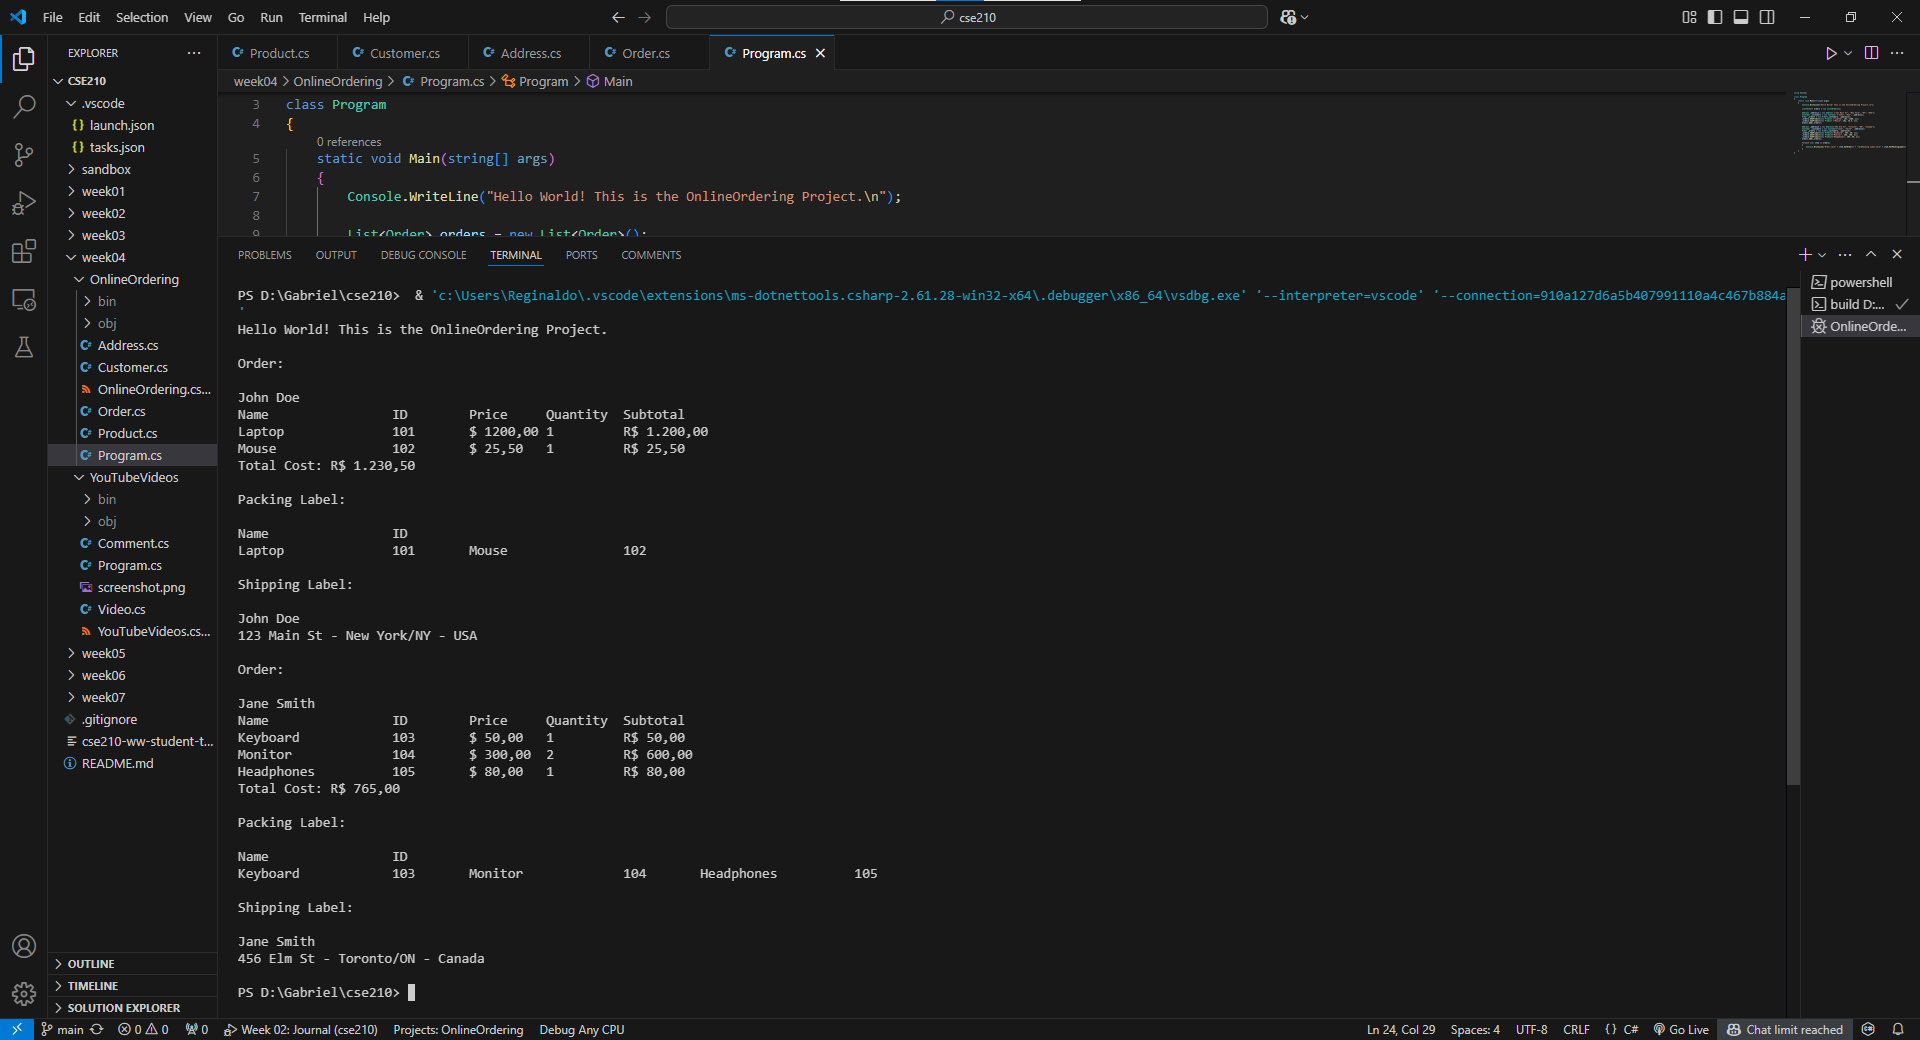 File Edit Selection View Go Run Terminal Help
cse210
EXPLORER
CSE210
.vscode
launch.json
tasks.json
sandbox
week01
week02
week03
week04
OnlineOrdering
bin
obj
Address.cs
Customer.cs
OnlineOrdering.cs...
Order.cs
Product.cs
Program.cs
YouTubeVideos
bin
obj
Comment.cs
Program.cs
screenshot.png
Video.cs
YouTubeVideos.cs...
week05
week06
week07
.gitignore
cse210-ww-student-t...
README.md
OUTLINE
TIMELINE
SOLUTION EXPLORER
Product.cs Customer.cs Address.cs Order.cs Program.cs
week04 > OnlineOrdering > Program.cs > Program > Main
3 class Program
4 {
0 references
5 static void Main(string[] args)
6 {
7 Console.WriteLine("Hello World! This is the OnlineOrdering Project.\n");
8
9 List<Order> orders = new List<Order>();
PROBLEMS OUTPUT DEBUG CONSOLE TERMINAL PORTS COMMENTS
PS D:\Gabriel\cse210>  & 'c:\Users\Reginaldo\.vscode\extensions\ms-dotnettools.csharp-2.61.28-win32-x64\.debugger\x86_64\vsdbg.exe' '--interpreter=vscode' '--connection=910a127d6a5b407991110a4c467b884a
'
Hello World! This is the OnlineOrdering Project.
Order:
John Doe
Name ID Price Quantity Subtotal
Laptop 101 $ 1200,00 1 R$ 1.200,00
Mouse 102 $ 25,50 1 R$ 25,50
Total Cost: R$ 1.230,50
Packing Label:
Name ID
Laptop 101 Mouse 102
Shipping Label:
John Doe
123 Main St - New York/NY - USA
Order:
Jane Smith
Name ID Price Quantity Subtotal
Keyboard 103 $ 50,00 1 R$ 50,00
Monitor 104 $ 300,00 2 R$ 600,00
Headphones 105 $ 80,00 1 R$ 80,00
Total Cost: R$ 765,00
Packing Label:
Name ID
Keyboard 103 Monitor 104 Headphones 105
Shipping Label:
Jane Smith
456 Elm St - Toronto/ON - Canada
PS D:\Gabriel\cse210>
powershell
build D:...
OnlineOrde...
main 0 0 0 Week 02: Journal (cse210) Projects: OnlineOrdering Debug Any CPU Ln 24, Col 29 Spaces: 4 UTF-8 CRLF {} C# Go Live Chat limit reached